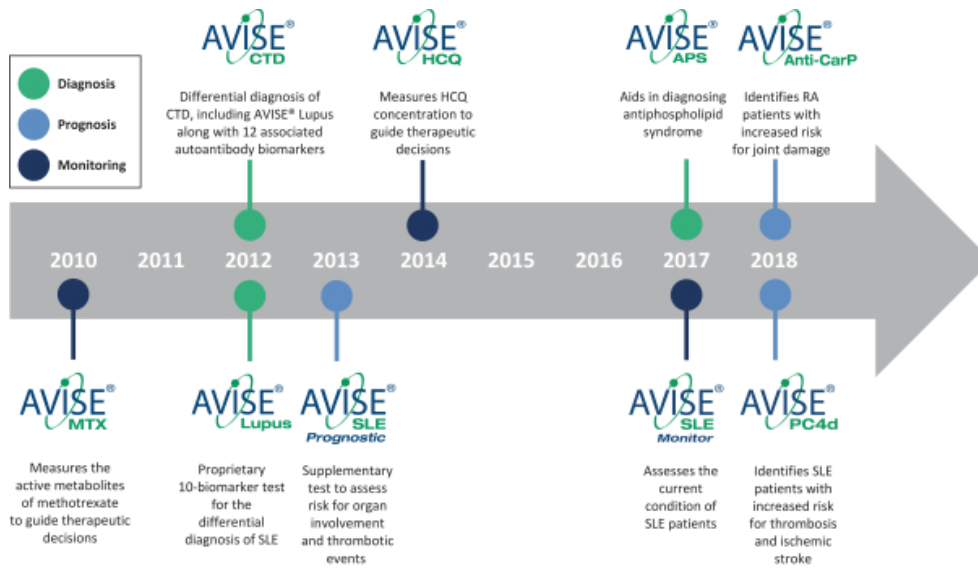 AVISE®
CTD
AVISE®
HCQ
AVISE®
APS
AVISE®
Anti-CarP
Diagnosis
Prognosis
Monitoring
Differential diagnosis of
CTD, including AVISE® Lupus
along with 12 associated
autoantibody biomarkers
Measures HCQ
concentration to
guide therapeutic
decisions
Aids in diagnosing
antiphospholipid
syndrome
Identifies RA
patients with
increased risk
for joint damage
2010 2011 2012 2013 2014 2015 2016 2017 2018
AVISE®
MTX
AVISE®
Lupus
AVISE®
SLE
Prognostic
AVISE®
SLE
Monitor
AVISE®
PC4d
Measures the
active metabolites
of methotrexate
to guide therapeutic
decisions
Proprietary
10-biomarker test
for the
differential
diagnosis of SLE
Supplementary
test to assess
risk for organ
involvement
and thrombotic
events
Assesses the
current
condition of
SLE patients
Identifies SLE
patients with
increased risk
for thrombosis
and ischemic
stroke